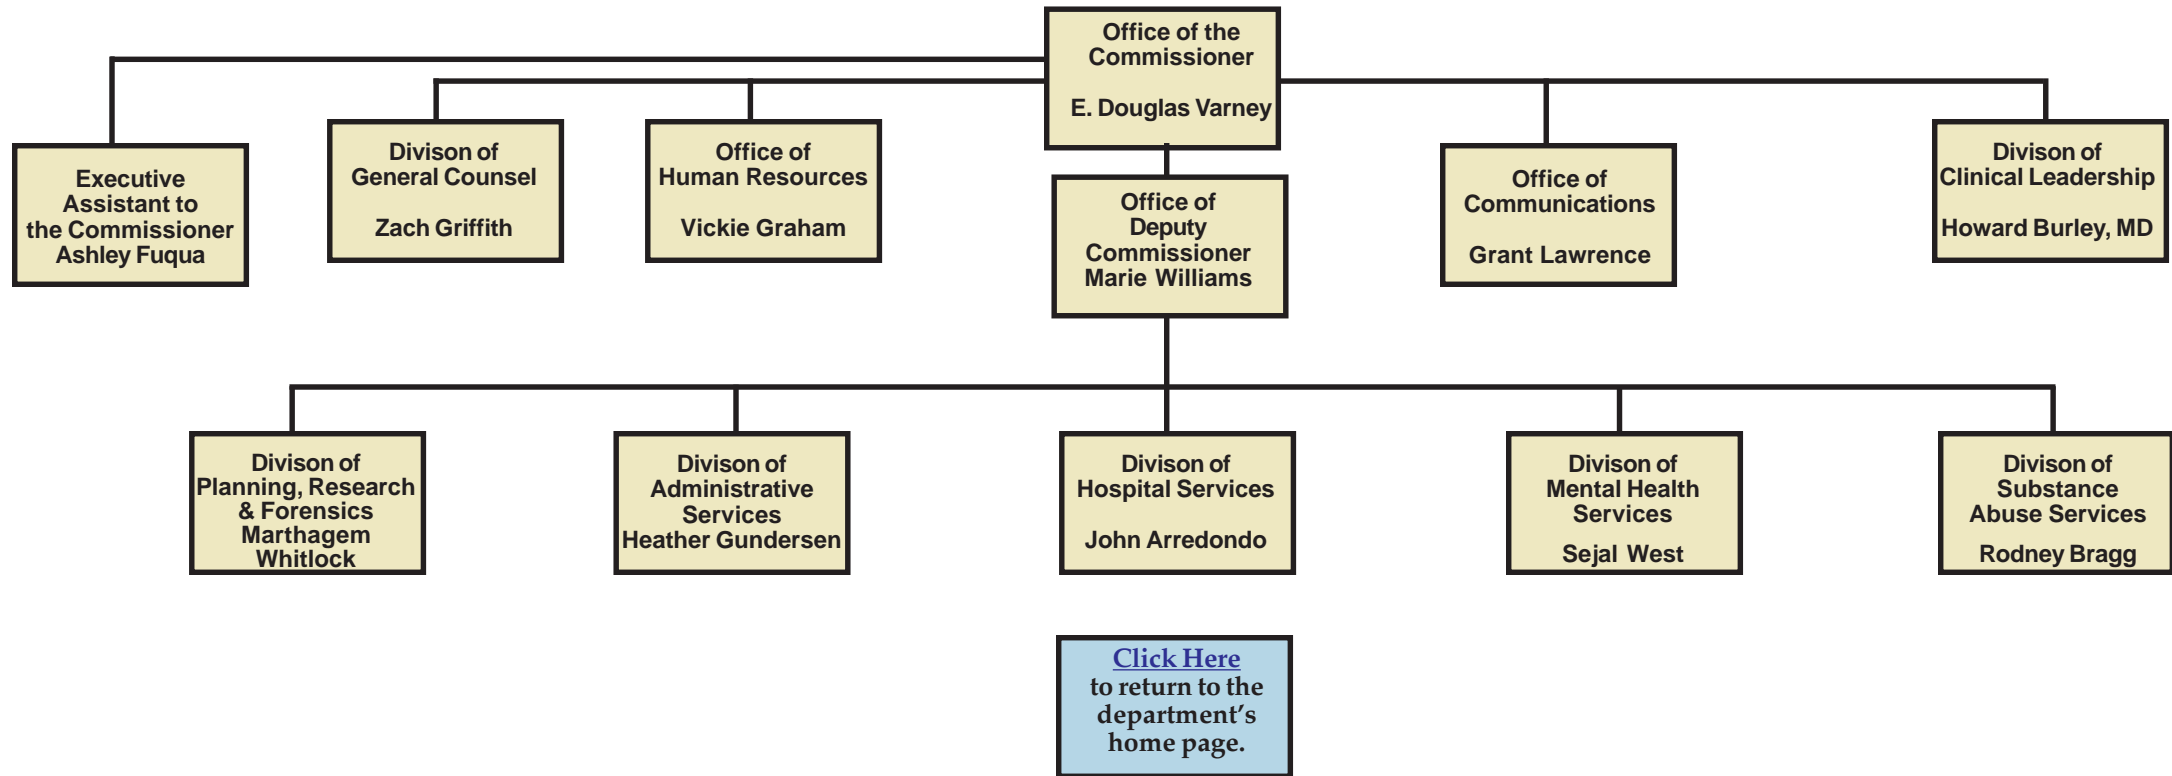 Office of the
Commissioner
E. Douglas Varney
Executive
Assistant to
the Commissioner
Ashley Fuqua
Divison of
General Counsel
Zach Griffith
Office of
Human Resources
Vickie Graham
Office of
Deputy
Commissioner
Marie Williams
Office of
Communications
Grant Lawrence
Divison of
Clinical Leadership
Howard Burley, MD
Divison of
Planning, Research
& Forensics
Marthagem
Whitlock
Divison of
Administrative
Services
Heather Gundersen
Divison of
Hospital Services
John Arredondo
Divison of
Mental Health
Services
Sejal West
Divison of
Substance
Abuse Services
Rodney Bragg
Click Here
to return to the
department’s
home page.